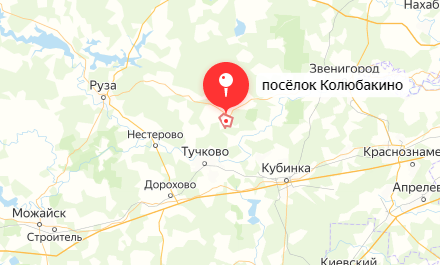 Нахаб
Звенигород
посёлок Колюбакино
Руза
Нестерово
Тучково
Краснознаме
Кубинка
Дорохово
Апрелев
Можайск
Строитель
Киевский